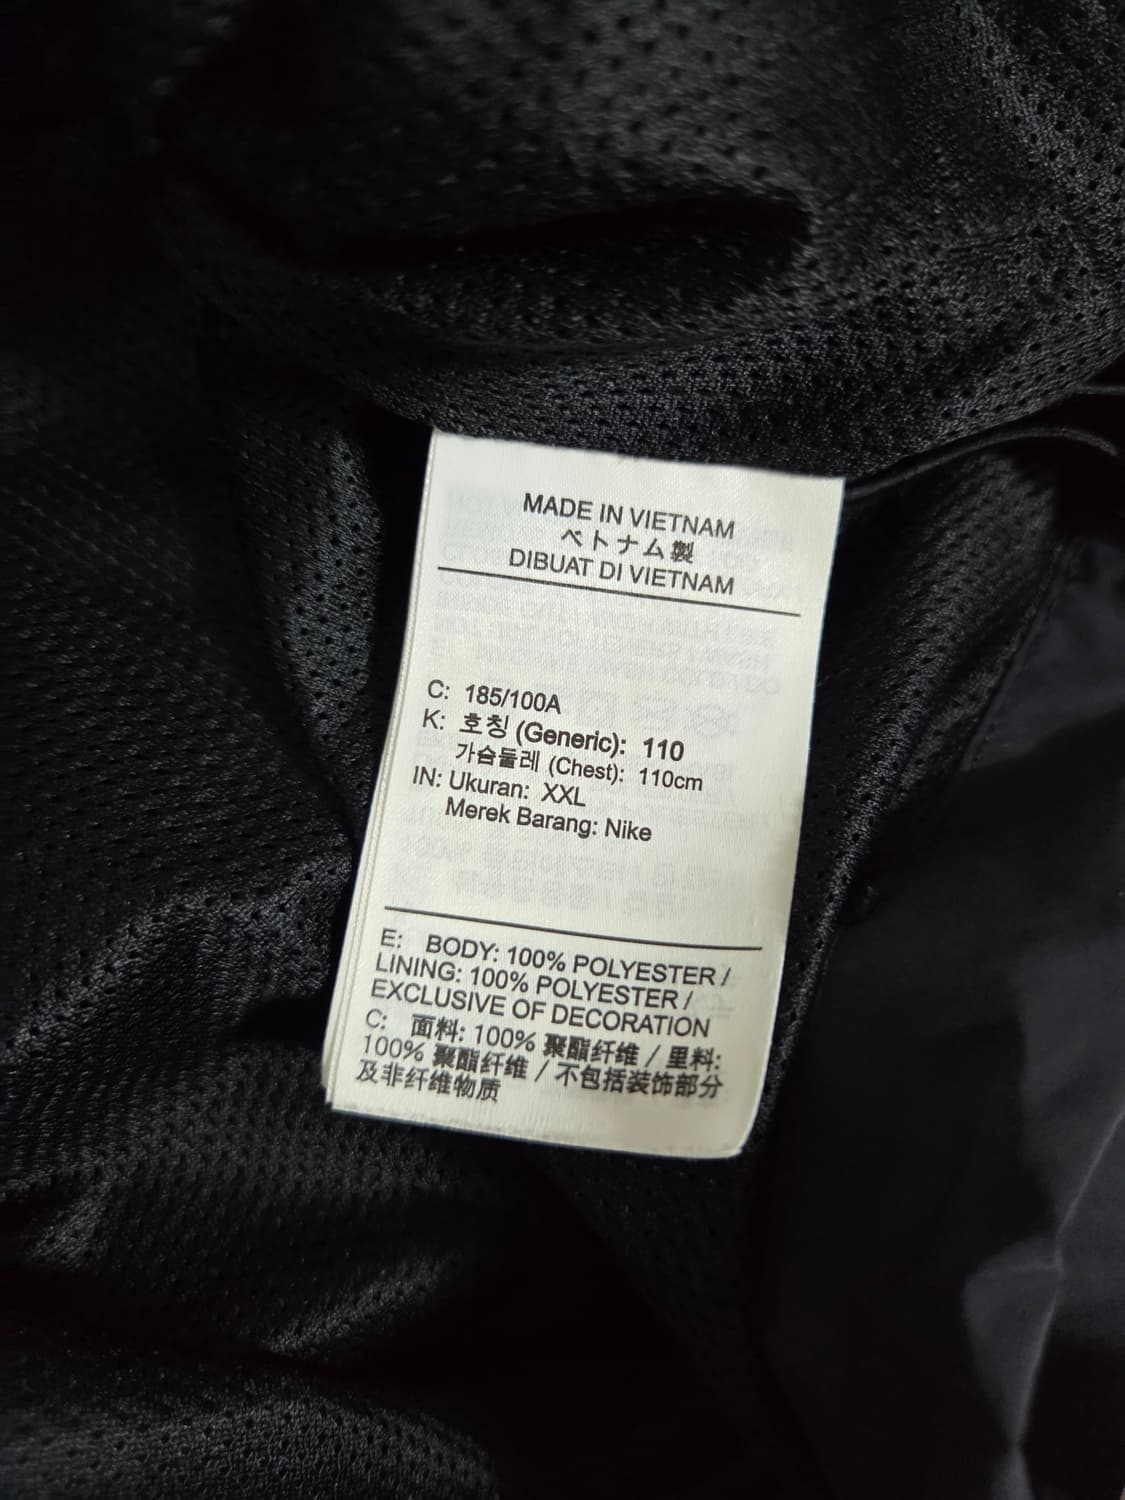 MADE IN VIETNAM
ベトナム製
DIBUAT DI VIETNAM
C: 185/100A
K: 호칭 (Generic): 110
가슴둘레 (Chest): 110cm
IN: Ukuran: XXL
Merek Barang: Nike
E: BODY: 100% POLYESTER /
LINING: 100% POLYESTER /
EXCLUSIVE OF DECORATION
C: 面料: 100% 聚酯纤维 / 里料:
100% 聚酯纤维 / 不包括装饰部分
及非纤维物质